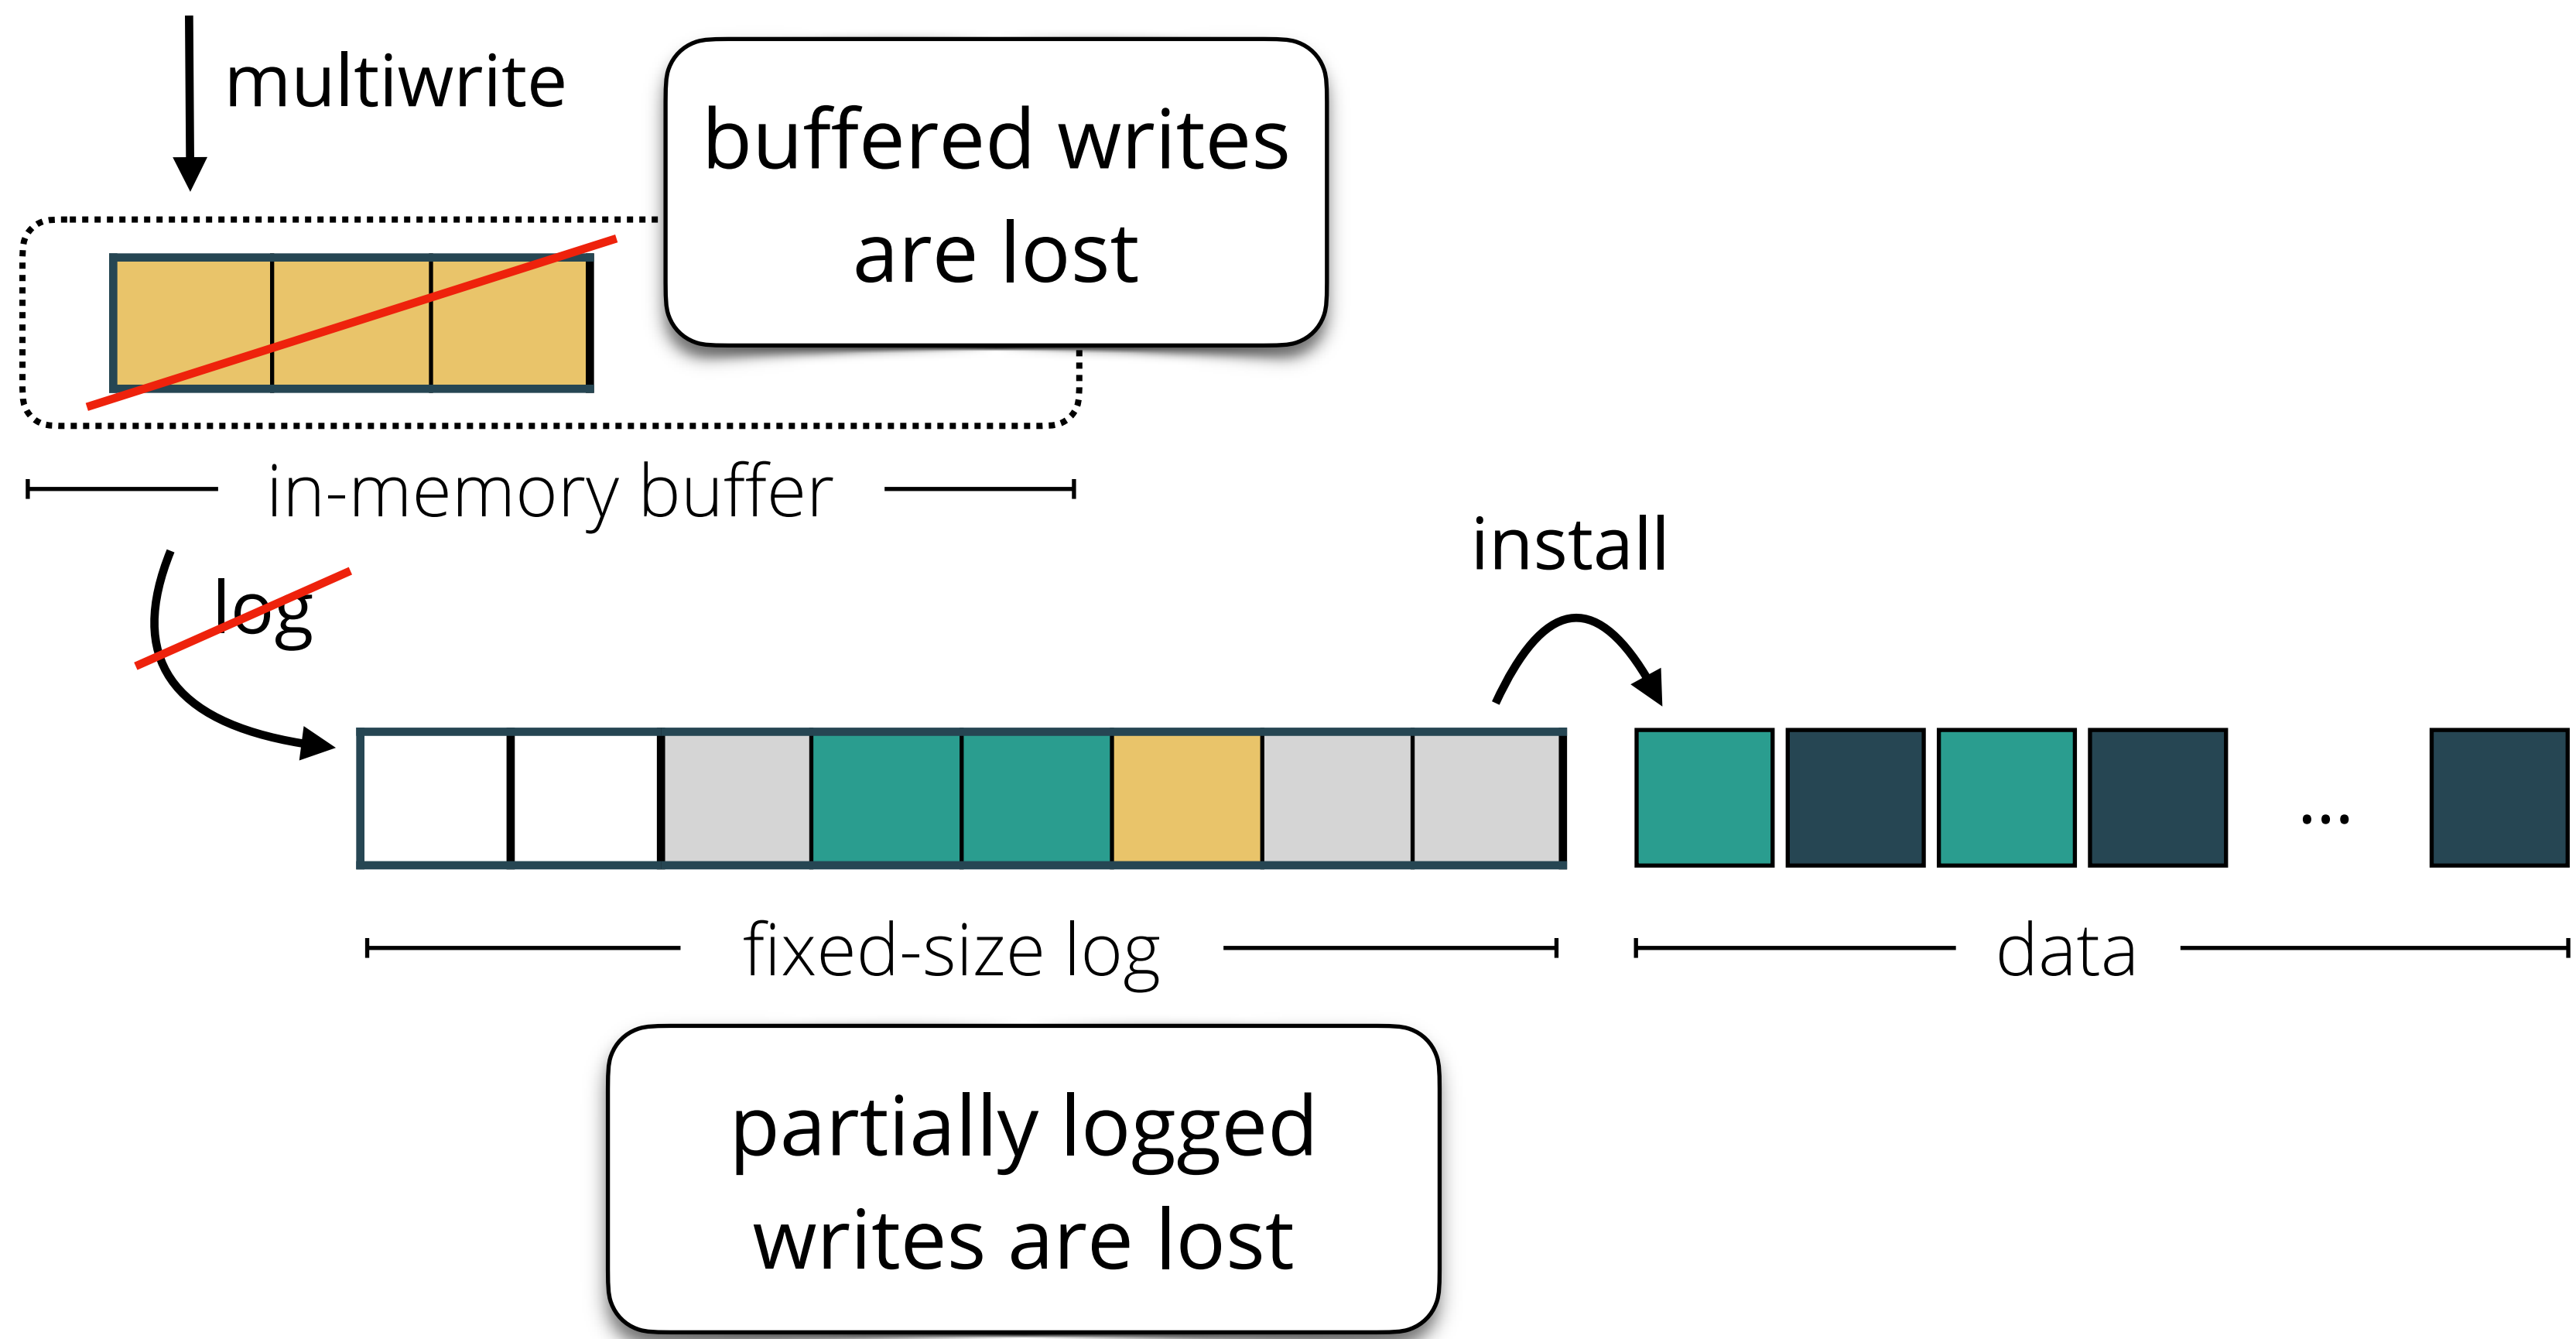 multiwrite
buffered writes
are lost
in-memory buffer
log
install
...
fixed-size log
data
partially logged
writes are lost